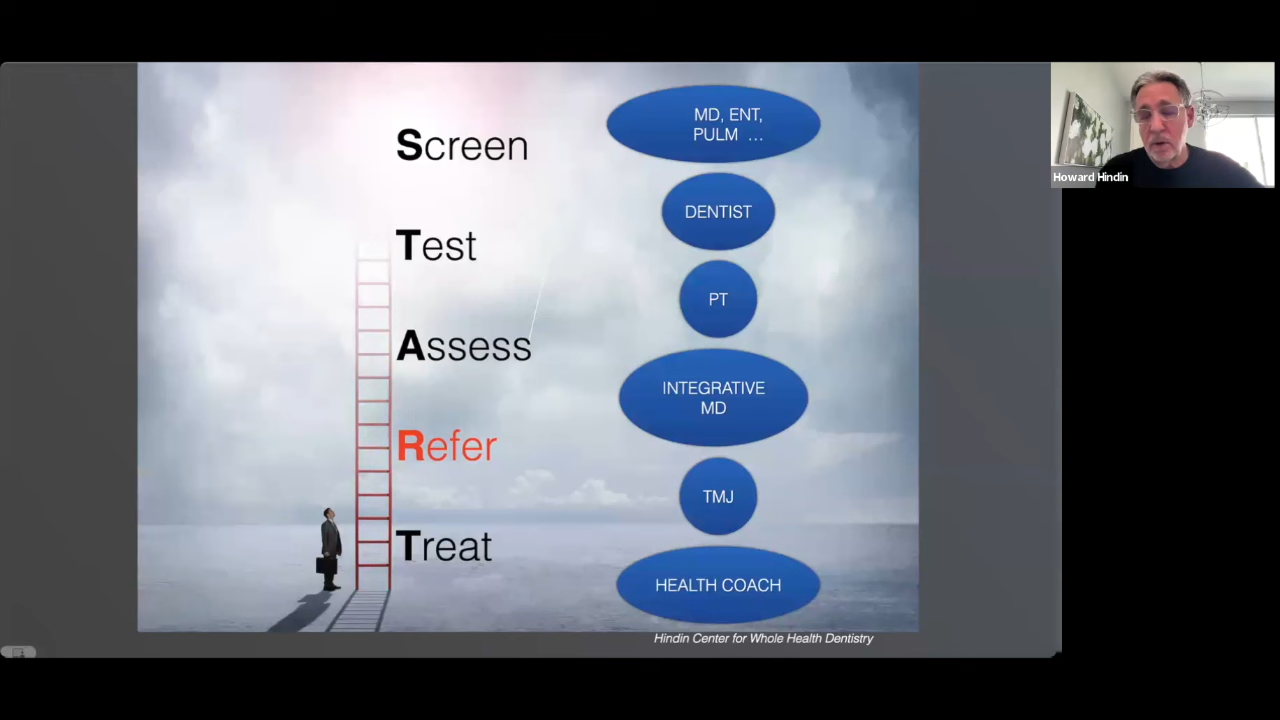 Screen
Test
Assess
Refer
Treat
MD, ENT,
PULM ...
DENTIST
PT
INTEGRATIVE
MD
TMJ
HEALTH COACH
Hindin Center for Whole Health Dentistry
Howard Hindin